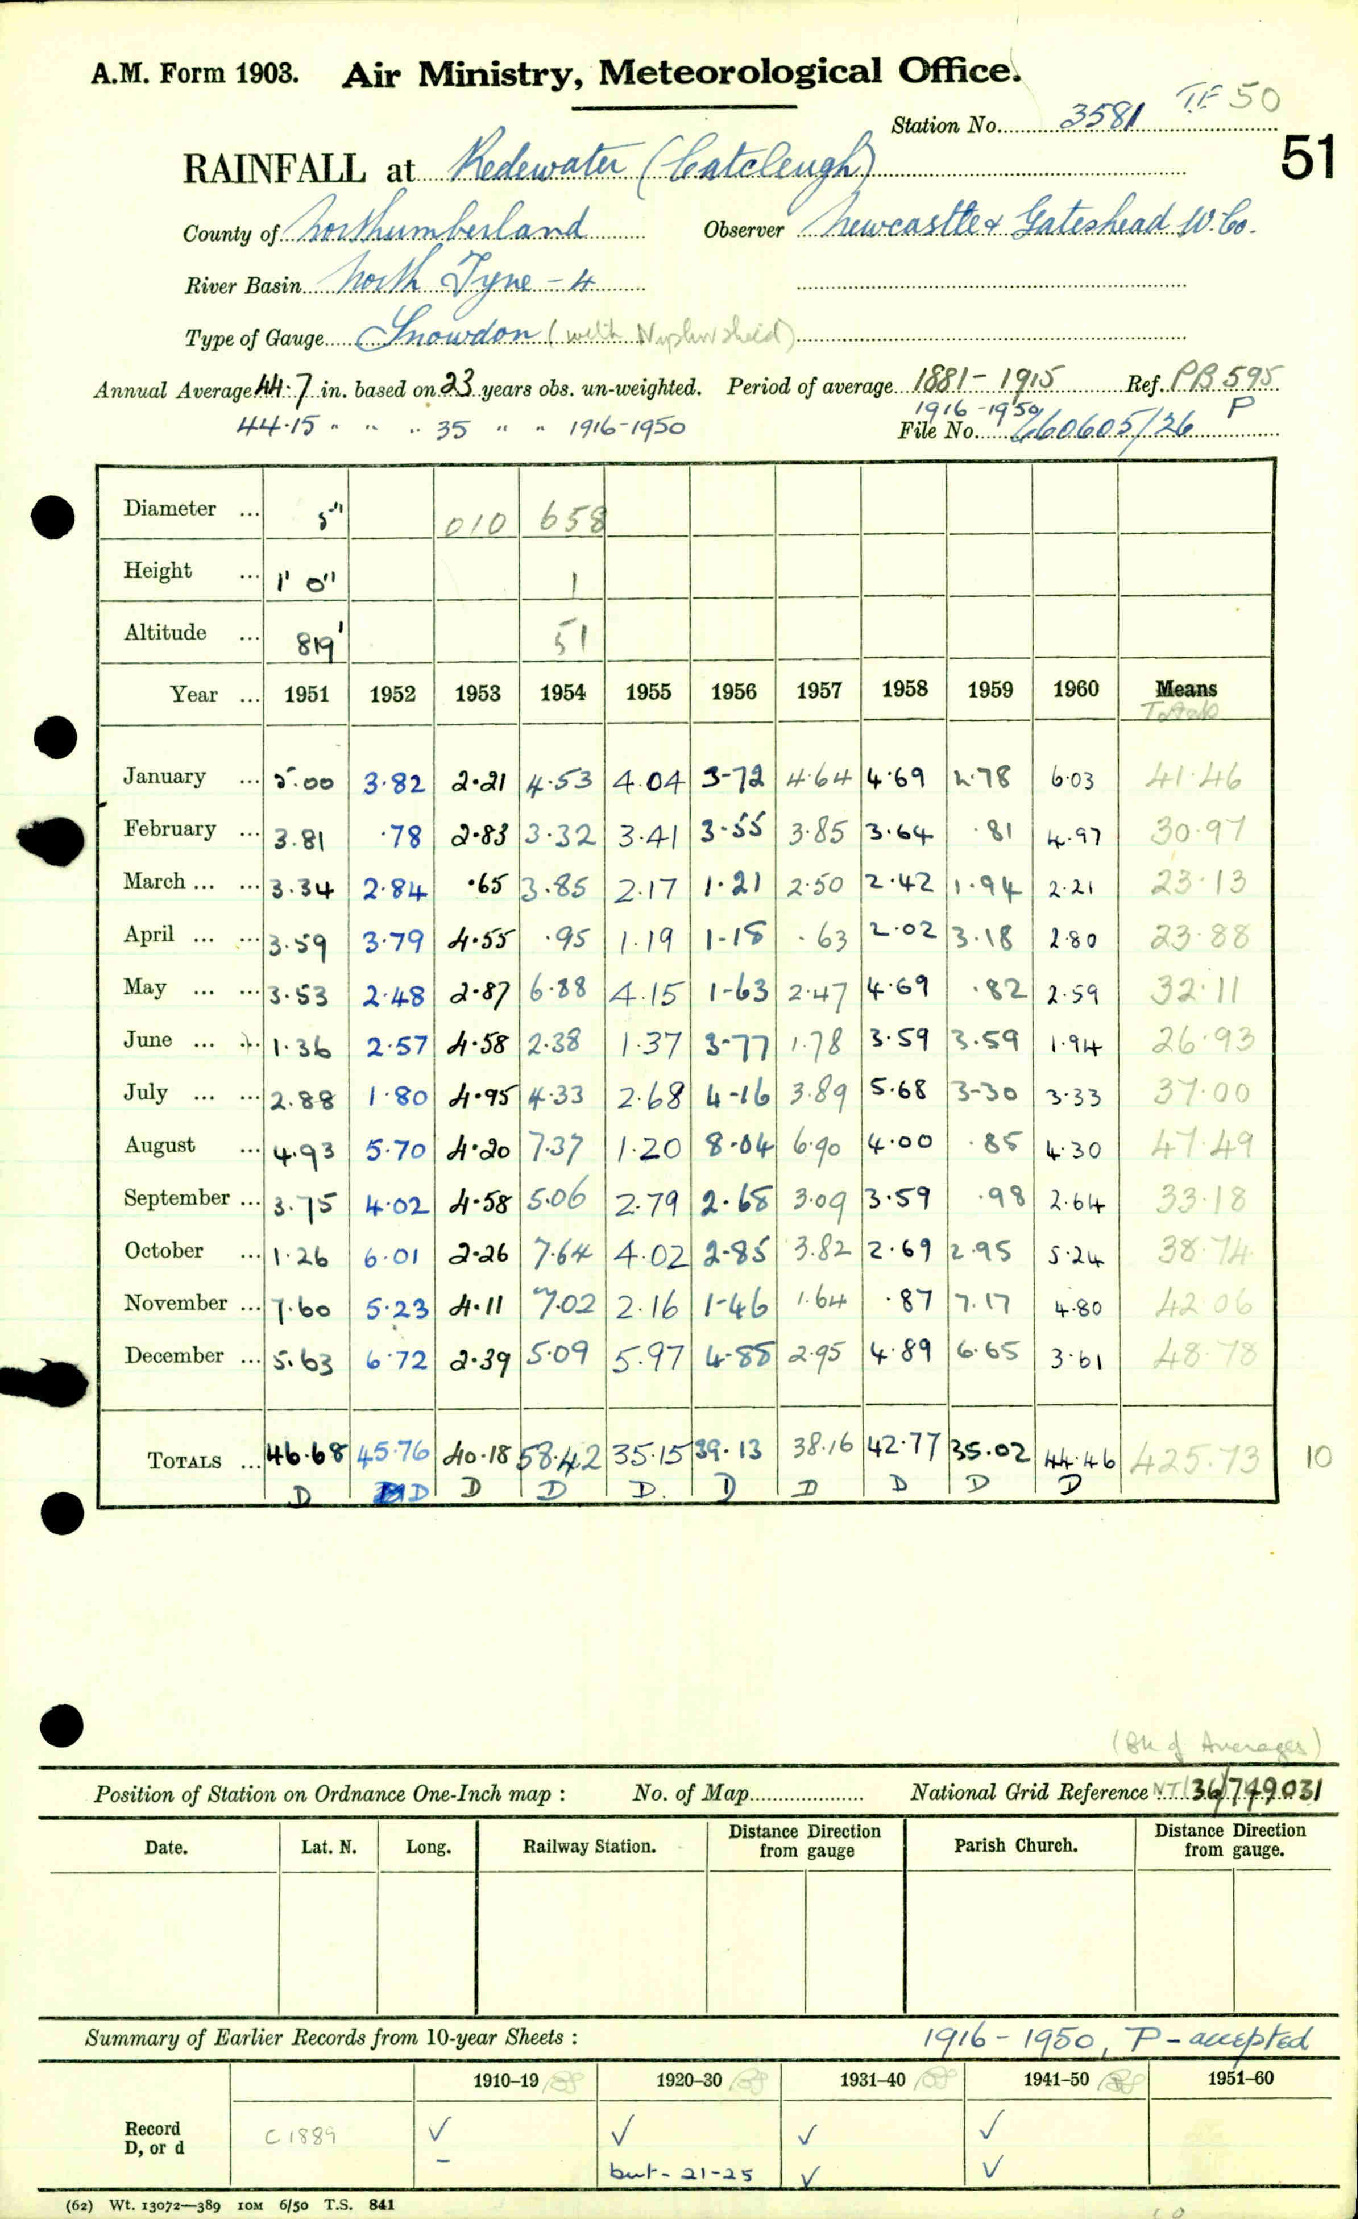 A.M. Form 1903. Air Ministry, Meteorological Office.
TF 50
Station No. 3581
51
RAINFALL at Redewater (Catcleugh)
County of Northumberland Observer Newcastle & Gateshead W. Co.
River Basin North Tyne - 4
Type of Gauge Snowdon (with Nipher shield)
Annual Average 44.7 in. based on 23 years obs. un-weighted. Period of average 1881-1915 Ref. PB 595
1916-1950 P
44.15 " " " 35 " " 1916-1950 File No. 660605/26
Diameter ... 5" 010 658
Height ... 1' 0" 1
Altitude ... 819' 51
Year ... 1951 1952 1953 1954 1955 1956 1957 1958 1959 1960 Means
Totals
January ... 5.00 3.82 2.21 4.53 4.04 3-72 4.64 4.69 2.78 6.03 41.46
February ... 3.81 .78 2.83 3.32 3.41 3-55 3.85 3.64 .81 4.97 30.97
March ... ... 3.34 2.84 .65 3.85 2.17 1.21 2.50 2.42 1.94 2.21 23.13
April ... ... 3.59 3.79 4.55 .95 1.19 1-18 .63 2.02 3.18 2.80 23.88
May ... ... 3.53 2.48 2.87 6.88 4.15 1-63 2.47 4.69 .82 2.59 32.11
June ... ... 1.36 2.57 4.58 2.38 1.37 3-77 1.78 3.59 3.59 1.94 26.93
July ... ... 2.88 1.80 4.95 4.33 2.68 4-16 3.89 5.68 3-30 3.33 37.00
August ... 4.93 5.70 4.20 7.37 1.20 8.04 6.90 4.00 .85 4.30 47.49
September ... 3.75 4.02 4.58 5.06 2.79 2.68 3.09 3.59 .98 2.64 33.18
October ... 1.26 6.01 2.26 7.64 4.02 2-85 3.82 2.69 2.95 5.24 38.74
November ... 7.60 5.23 4.11 7.02 2.16 1-46 1.64 .87 7.17 4.80 42.06
December ... 5.63 6.72 2.39 5.09 5.97 4-88 2.95 4.89 6.65 3.61 48.78
TOTALS ... 46.68 45.76 40.18 58.42 35.15 39.13 38.16 42.77 35.02 44.46 425.73 10
D D D D D. D D D D D
(Bk of Averages)
Position of Station on Ordnance One-Inch map : No. of Map National Grid Reference NT 36/749031
Date. Lat. N. Long. Railway Station. Distance from gauge Direction Parish Church. Distance from gauge. Direction
Summary of Earlier Records from 10-year Sheets : 1916-1950, P-accepted
1910-19 1920-30 1931-40 1941-50 1951-60
Record D, or d C 1889 ✓ ✓ ✓ ✓
- but - 21-25 ✓ ✓
(62) Wt. 13072—389 10M 6/50 T.S. 841